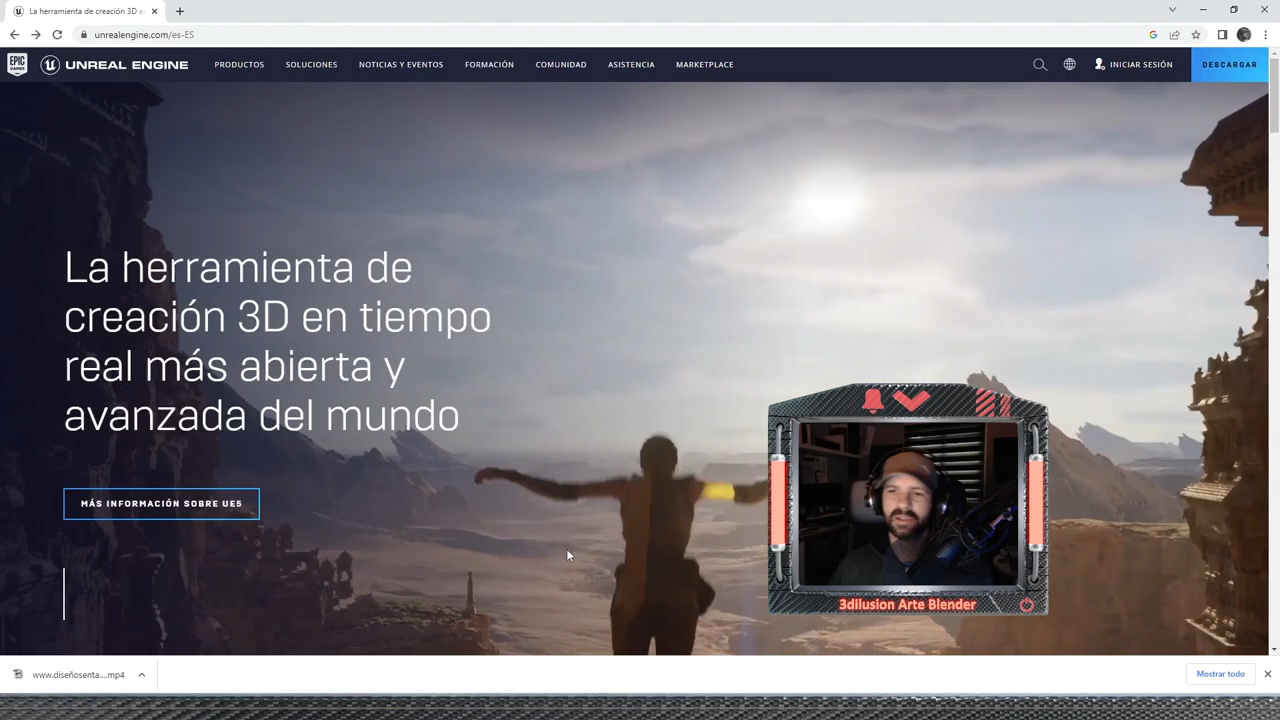 La herramienta de creación 3D e
unrealengine.com/es-ES
EPIC
GAMES
UNREAL ENGINE
PRODUCTOS
SOLUCIONES
NOTICIAS Y EVENTOS
FORMACIÓN
COMUNIDAD
ASISTENCIA
MARKETPLACE
INICIAR SESIÓN
DESCARGAR
La herramienta de
creación 3D en tiempo
real más abierta y
avanzada del mundo
MÁS INFORMACIÓN SOBRE UE5
3dilusion Arte Blender
www.diseñosenta....mp4
Mostrar todo